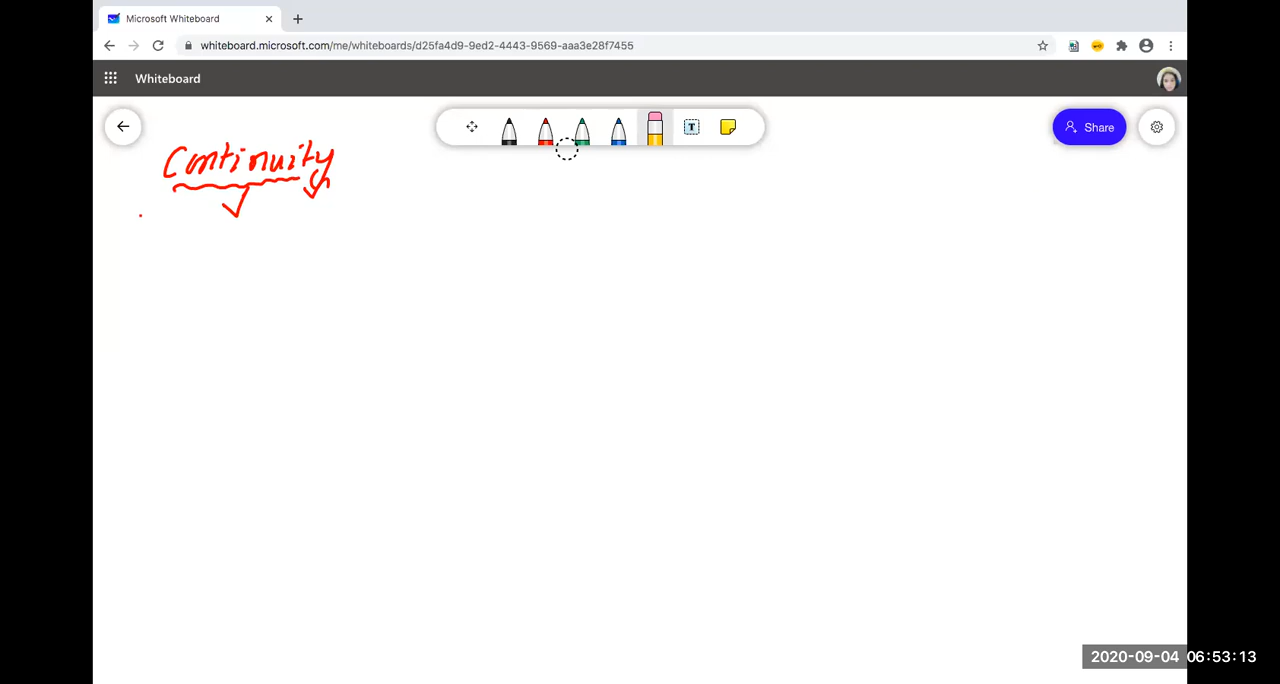 Microsoft Whiteboard
whiteboard.microsoft.com/me/whiteboards/d25fa4d9-9ed2-4443-9569-aaa3e28f7455
Whiteboard
T
Share
Continuity
2020-09-04 06:53:13